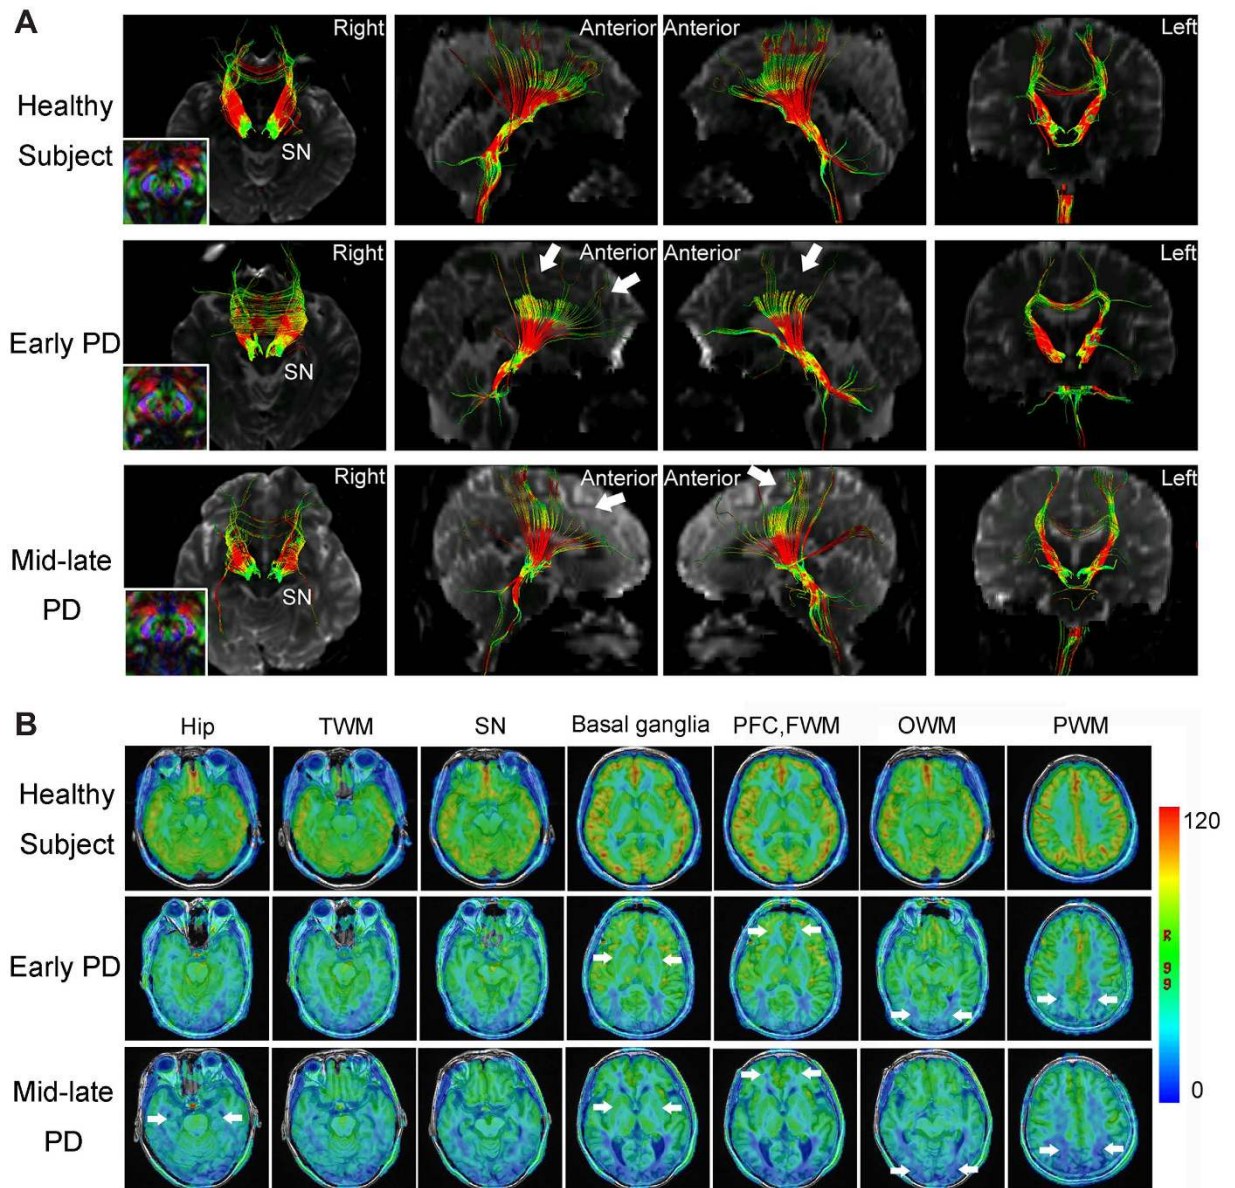 A
Right
Anterior
Anterior
Left
Healthy
Subject
SN
Right
Anterior
Anterior
Left
Early PD
SN
Right
Anterior
Anterior
Left
Mid-late
PD
SN
B
Hip
TWM
SN
Basal ganglia
PFC,FWM
OWM
PWM
Healthy
Subject
120
Early PD
Mid-late
PD
0